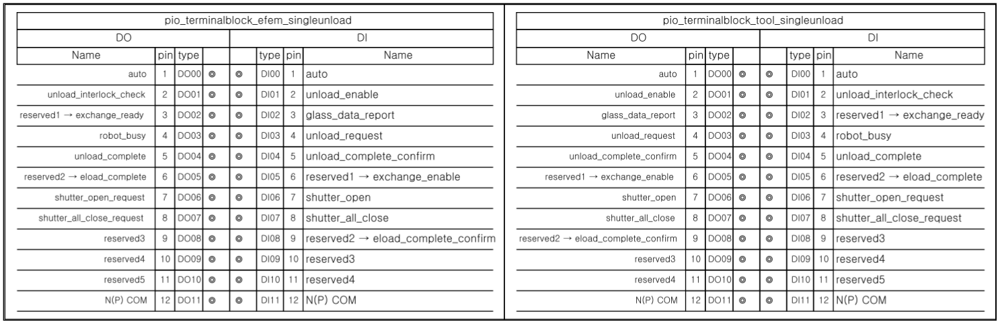 pio_terminalblock_efem_singleunload
DO DI
Name pin type type pin Name
auto 1 DO00 ◎ ◎ DI00 1 auto
unload_interlock_check 2 DO01 ◎ ◎ DI01 2 unload_enable
reserved1 → exchange_ready 3 DO02 ◎ ◎ DI02 3 glass_data_report
robot_busy 4 DO03 ◎ ◎ DI03 4 unload_request
unload_complete 5 DO04 ◎ ◎ DI04 5 unload_complete_confirm
reserved2 → eload_complete 6 DO05 ◎ ◎ DI05 6 reserved1 → exchange_enable
shutter_open_request 7 DO06 ◎ ◎ DI06 7 shutter_open
shutter_all_close_request 8 DO07 ◎ ◎ DI07 8 shutter_all_close
reserved3 9 DO08 ◎ ◎ DI08 9 reserved2 → eload_complete_confirm
reserved4 10 DO09 ◎ ◎ DI09 10 reserved3
reserved5 11 DO10 ◎ ◎ DI10 11 reserved4
N(P) COM 12 DO11 ◎ ◎ DI11 12 N(P) COM
pio_terminalblock_tool_singleunload
DO DI
Name pin type type pin Name
auto 1 DO00 ◎ ◎ DI00 1 auto
unload_enable 2 DO01 ◎ ◎ DI01 2 unload_interlock_check
glass_data_report 3 DO02 ◎ ◎ DI02 3 reserved1 → exchange_ready
unload_request 4 DO03 ◎ ◎ DI03 4 robot_busy
unload_complete_confirm 5 DO04 ◎ ◎ DI04 5 unload_complete
reserved1 → exchange_enable 6 DO05 ◎ ◎ DI05 6 reserved2 → eload_complete
shutter_open 7 DO06 ◎ ◎ DI06 7 shutter_open_request
shutter_all_close 8 DO07 ◎ ◎ DI07 8 shutter_all_close_request
reserved2 → eload_complete_confirm 9 DO08 ◎ ◎ DI08 9 reserved3
reserved3 10 DO09 ◎ ◎ DI09 10 reserved4
reserved4 11 DO10 ◎ ◎ DI10 11 reserved5
N(P) COM 12 DO11 ◎ ◎ DI11 12 N(P) COM